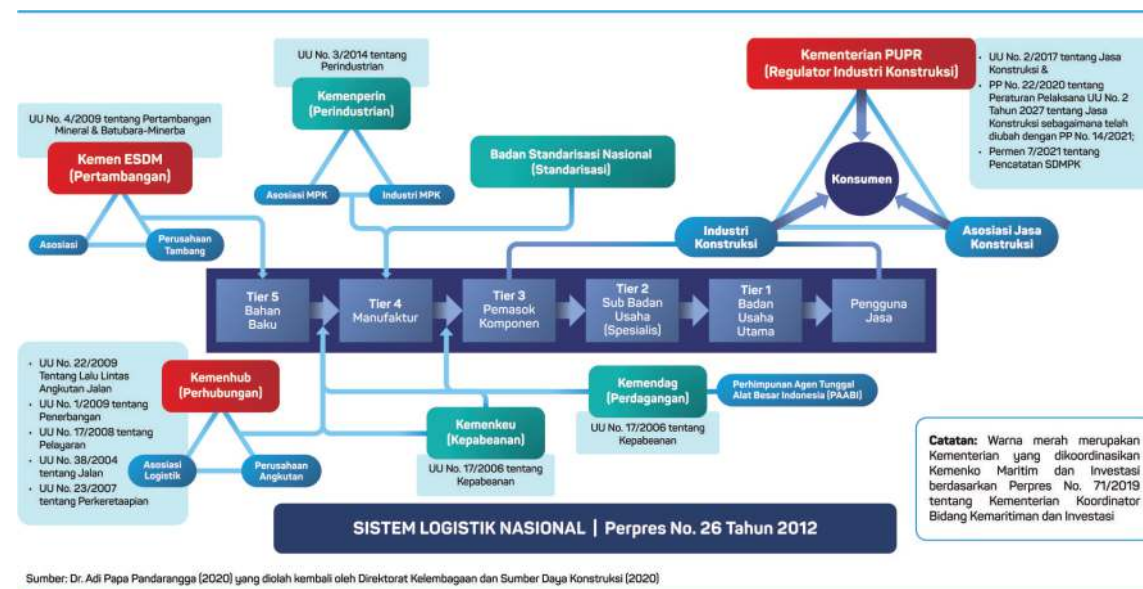 UU No. 3/2014 tentang
Perindustrian
Kemenperin
(Perindustrian)
Asosiasi MPK
Industri MPK
UU No. 4/2009 tentang Pertambangan
Mineral & Batubara-Minerba
Kemen ESDM
(Pertambangan)
Asosiasi
Perusahaan
Tambang
Badan Standarisasi Nasional
(Standarisasi)
Kementerian PUPR
(Regulator Industri Konstruksi)
Konsumen
Industri
Konstruksi
Asosiasi Jasa
Konstruksi
• UU No. 2/2017 tentang Jasa
Konstruksi &
• PP No. 22/2020 tentang
Peraturan Pelaksana UU No. 2
Tahun 2027 tentang Jasa
Konstruksi sebagaimana telah
diubah dengan PP No. 14/2021;
• Permen 7/2021 tentang
Pencatatan SDMPK
Tier 5
Bahan
Baku
Tier 4
Manufaktur
Tier 3
Pemasok
Komponen
Tier 2
Sub Badan
Usaha
(Spesialis)
Tier 1
Badan
Usaha
Utama
Pengguna
Jasa
• UU No. 22/2009
Tentang Lalu Lintas
Angkutan Jalan
• UU No. 1/2009 tentang
Penerbangan
• UU No. 17/2008 tentang
Pelayaran
• UU No. 38/2004
tentang Jalan
• UU No. 23/2007
tentang Perkeretaapian
Kemenhub
(Perhubungan)
Asosiasi
Logistik
Perusahaan
Angkutan
Kemenkeu
(Kepabeanan)
UU No. 17/2006 tentang
Kepabeanan
Kemendag
(Perdagangan)
UU No. 17/2006 tentang
Kepabeanan
Perhimpunan Agen Tunggal
Alat Besar Indonesia (PAABI)
Catatan: Warna merah merupakan
Kementerian yang dikoordinasikan
Kemenko Maritim dan Investasi
berdasarkan Perpres No. 71/2019
tentang Kementerian Koordinator
Bidang Kemaritiman dan Investasi
SISTEM LOGISTIK NASIONAL | Perpres No. 26 Tahun 2012
Sumber: Dr. Adi Papa Pandarangga (2020) yang diolah kembali oleh Direktorat Kelembagaan dan Sumber Daya Konstruksi (2020)